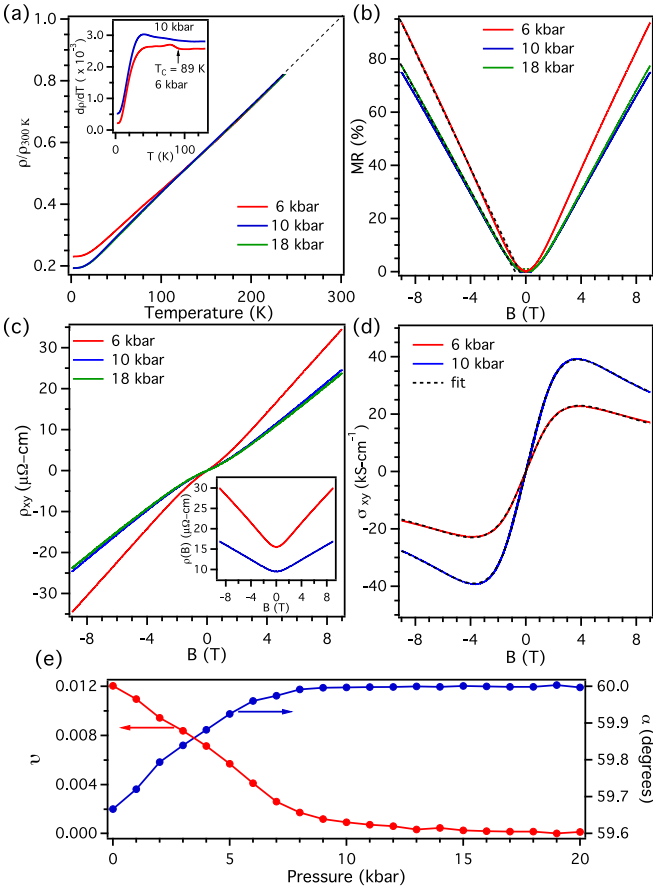 (a)
1.0
0.8
0.6
0.4
0.2
ρ/ρ300 K
0
100
200
300
Temperature (K)
6 kbar
10 kbar
18 kbar
3.0
2.0
1.0
0.0
dρ/dT ( x 10⁻³)
0
100
T (K)
10 kbar
TC = 89 K
6 kbar
(b)
80
60
40
20
0
MR (%)
-8
-4
0
4
8
B (T)
6 kbar
10 kbar
18 kbar
(c)
30
20
10
0
-10
-20
-30
ρxy (μΩ–cm)
-8
-4
0
4
8
B (T)
6 kbar
10 kbar
18 kbar
30
25
20
15
10
ρ(B) (μΩ–cm)
-8
-4
0
4
8
B (T)
(d)
40
20
0
-20
-40
σxy (kS-cm⁻¹)
-8
-4
0
4
8
B (T)
6 kbar
10 kbar
fit
(e)
0.012
0.008
0.004
0.000
υ
0
5
10
15
20
Pressure (kbar)
60.0
59.9
59.8
59.7
59.6
α (degrees)